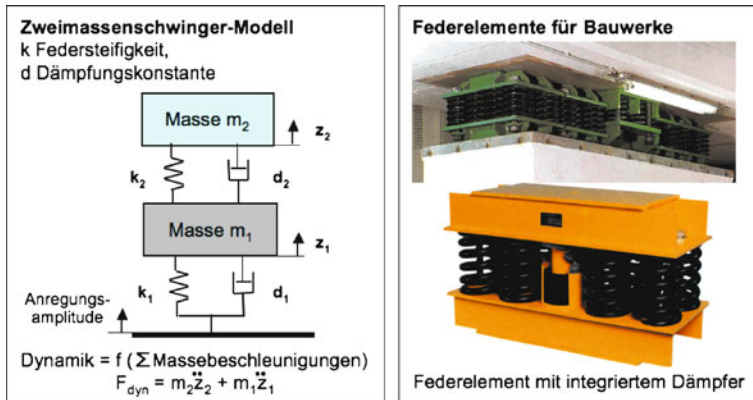 Zweimassenschwinger-Modell
k Federsteifigkeit,
d Dämpfungskonstante
Masse m₂
z₂
k₂
d₂
Masse m₁
z₁
k₁
d₁
Anregungs-
amplitude
Dynamik = f (∑Massebeschleunigungen)
F_dyn = m₂z̈₂ + m₁z̈₁
Federelemente für Bauwerke
Federelement mit integriertem Dämpfer